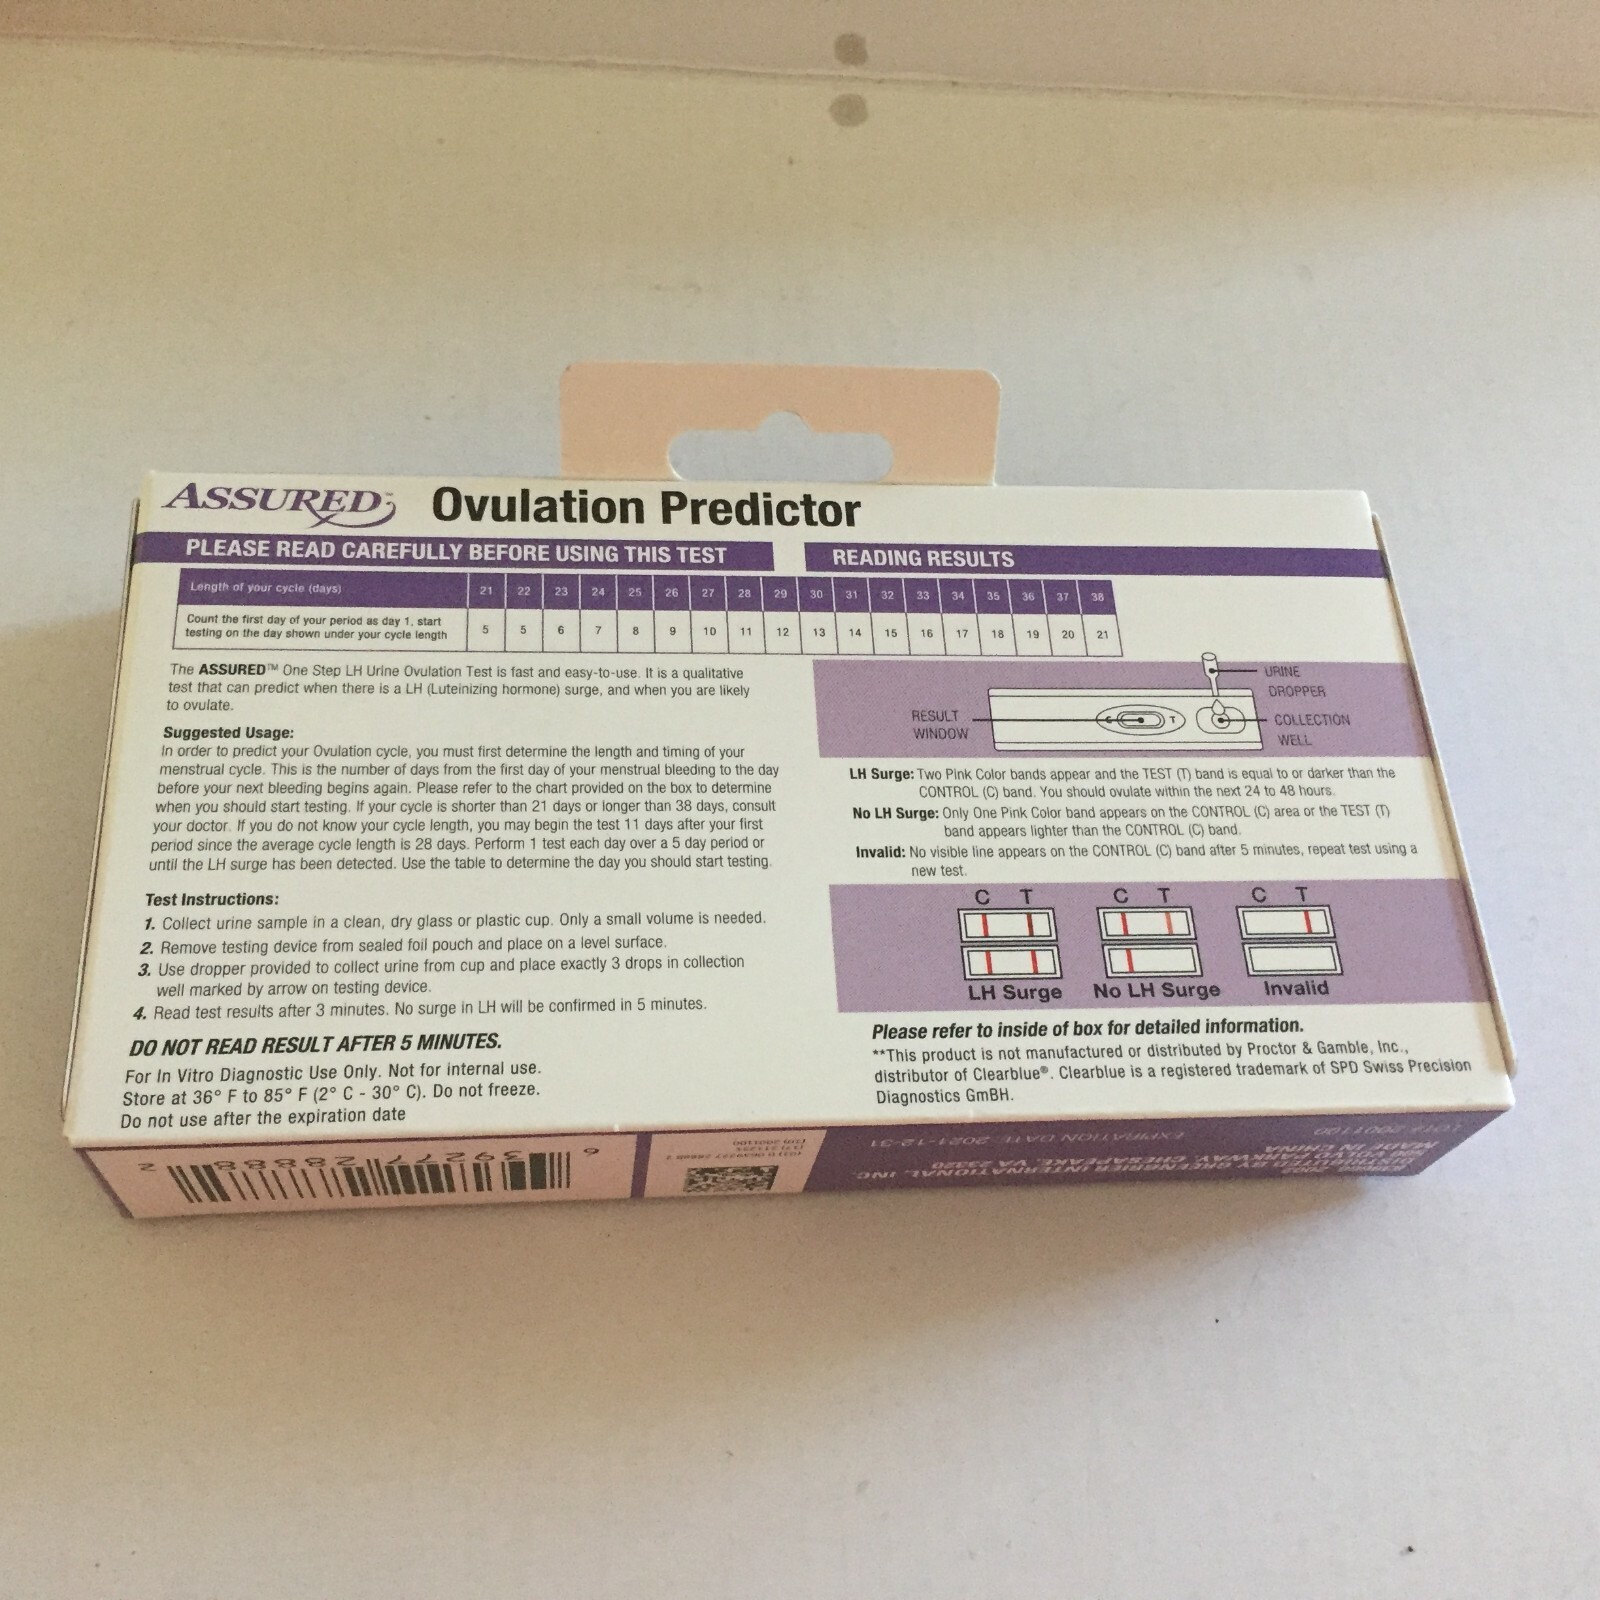 ASSURED™ Ovulation Predictor
PLEASE READ CAREFULLY BEFORE USING THIS TEST
READING RESULTS
Length of your cycle (days) 21 22 23 24 25 26 27 28 29 30 31 32 33 34 35 36 37 38
Count the first day of your period as day 1, start
testing on the day shown under your cycle length 5 5 6 7 8 9 10 11 12 13 14 15 16 17 18 19 20 21
The ASSURED™ One Step LH Urine Ovulation Test is fast and easy-to-use. It is a qualitative
test that can predict when there is a LH (Luteinizing hormone) surge, and when you are likely
to ovulate.
Suggested Usage:
In order to predict your Ovulation cycle, you must first determine the length and timing of your
menstrual cycle. This is the number of days from the first day of your menstrual bleeding to the day
before your next bleeding begins again. Please refer to the chart provided on the box to determine
when you should start testing. If your cycle is shorter than 21 days or longer than 38 days, consult
your doctor. If you do not know your cycle length, you may begin the test 11 days after your first
period since the average cycle length is 28 days. Perform 1 test each day over a 5 day period or
until the LH surge has been detected. Use the table to determine the day you should start testing.
Test Instructions:
1. Collect urine sample in a clean, dry glass or plastic cup. Only a small volume is needed.
2. Remove testing device from sealed foil pouch and place on a level surface.
3. Use dropper provided to collect urine from cup and place exactly 3 drops in collection
well marked by arrow on testing device.
4. Read test results after 3 minutes. No surge in LH will be confirmed in 5 minutes.
DO NOT READ RESULT AFTER 5 MINUTES.
For In Vitro Diagnostic Use Only. Not for internal use.
Store at 36° F to 85° F (2° C - 30° C). Do not freeze.
Do not use after the expiration date
URINE
DROPPER
RESULT
WINDOW
C T
COLLECTION
WELL
LH Surge: Two Pink Color bands appear and the TEST (T) band is equal to or darker than the
CONTROL (C) band. You should ovulate within the next 24 to 48 hours.
No LH Surge: Only One Pink Color band appears on the CONTROL (C) area or the TEST (T)
band appears lighter than the CONTROL (C) band.
Invalid: No visible line appears on the CONTROL (C) band after 5 minutes, repeat test using a
new test.
C T C T C T
LH Surge No LH Surge Invalid
Please refer to inside of box for detailed information.
**This product is not manufactured or distributed by Proctor & Gamble, Inc.,
distributor of Clearblue®. Clearblue is a registered trademark of SPD Swiss Precision
Diagnostics GmBH.
6 39277 28888 2
DISTRIBUTED BY GREENBRIER INTERNATIONAL, INC.
500 VOLVO PARKWAY, CHESAPEAKE, VA 23320
MADE IN CHINA
EXPIRATION DATE: 2021-12-31